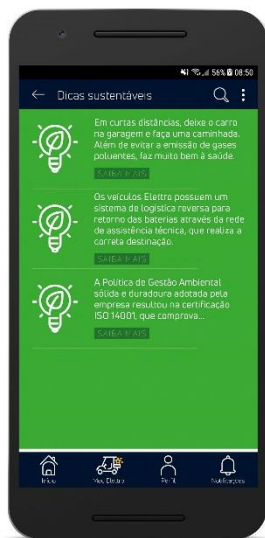 56% 08:50
Dicas sustentáveis
Em curtas distâncias, deixe o carro
na garagem e faça uma caminhada.
Além de evitar a emissão de gases
poluentes, faz muito bem à saúde.
SAIBA MAIS
Os veículos Elettro possuem um
sistema de logística reversa para
retorno das baterias através da rede
de assistência técnica, que realiza a
correta destinação.
SAIBA MAIS
A Política de Gestão Ambiental
sólida e duradoura adotada pela
empresa resultou na certificação
ISO 14001, que comprova...
SAIBA MAIS
Início Meu Elettro Perfil Notificações